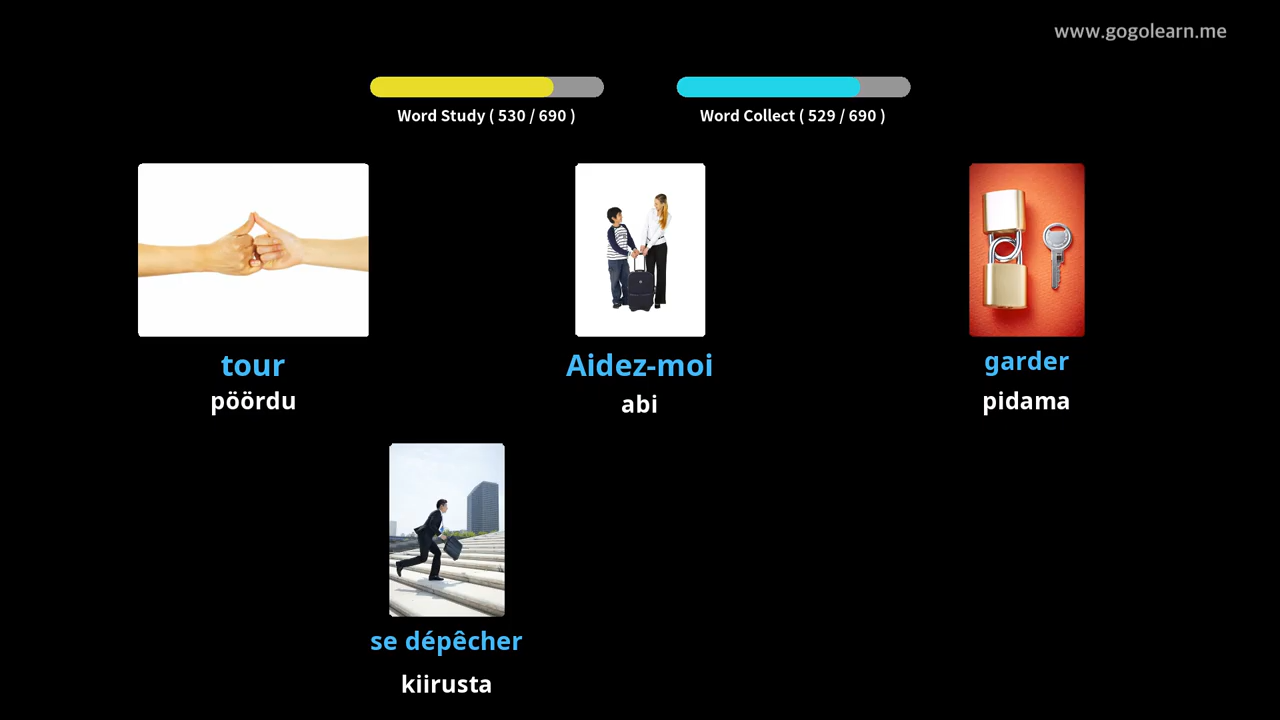 www.gogolearn.me
Word Study ( 530 / 690 )
Word Collect ( 529 / 690 )
tour
pöördu
Aidez-moi
abi
garder
pidama
se dépêcher
kiirusta